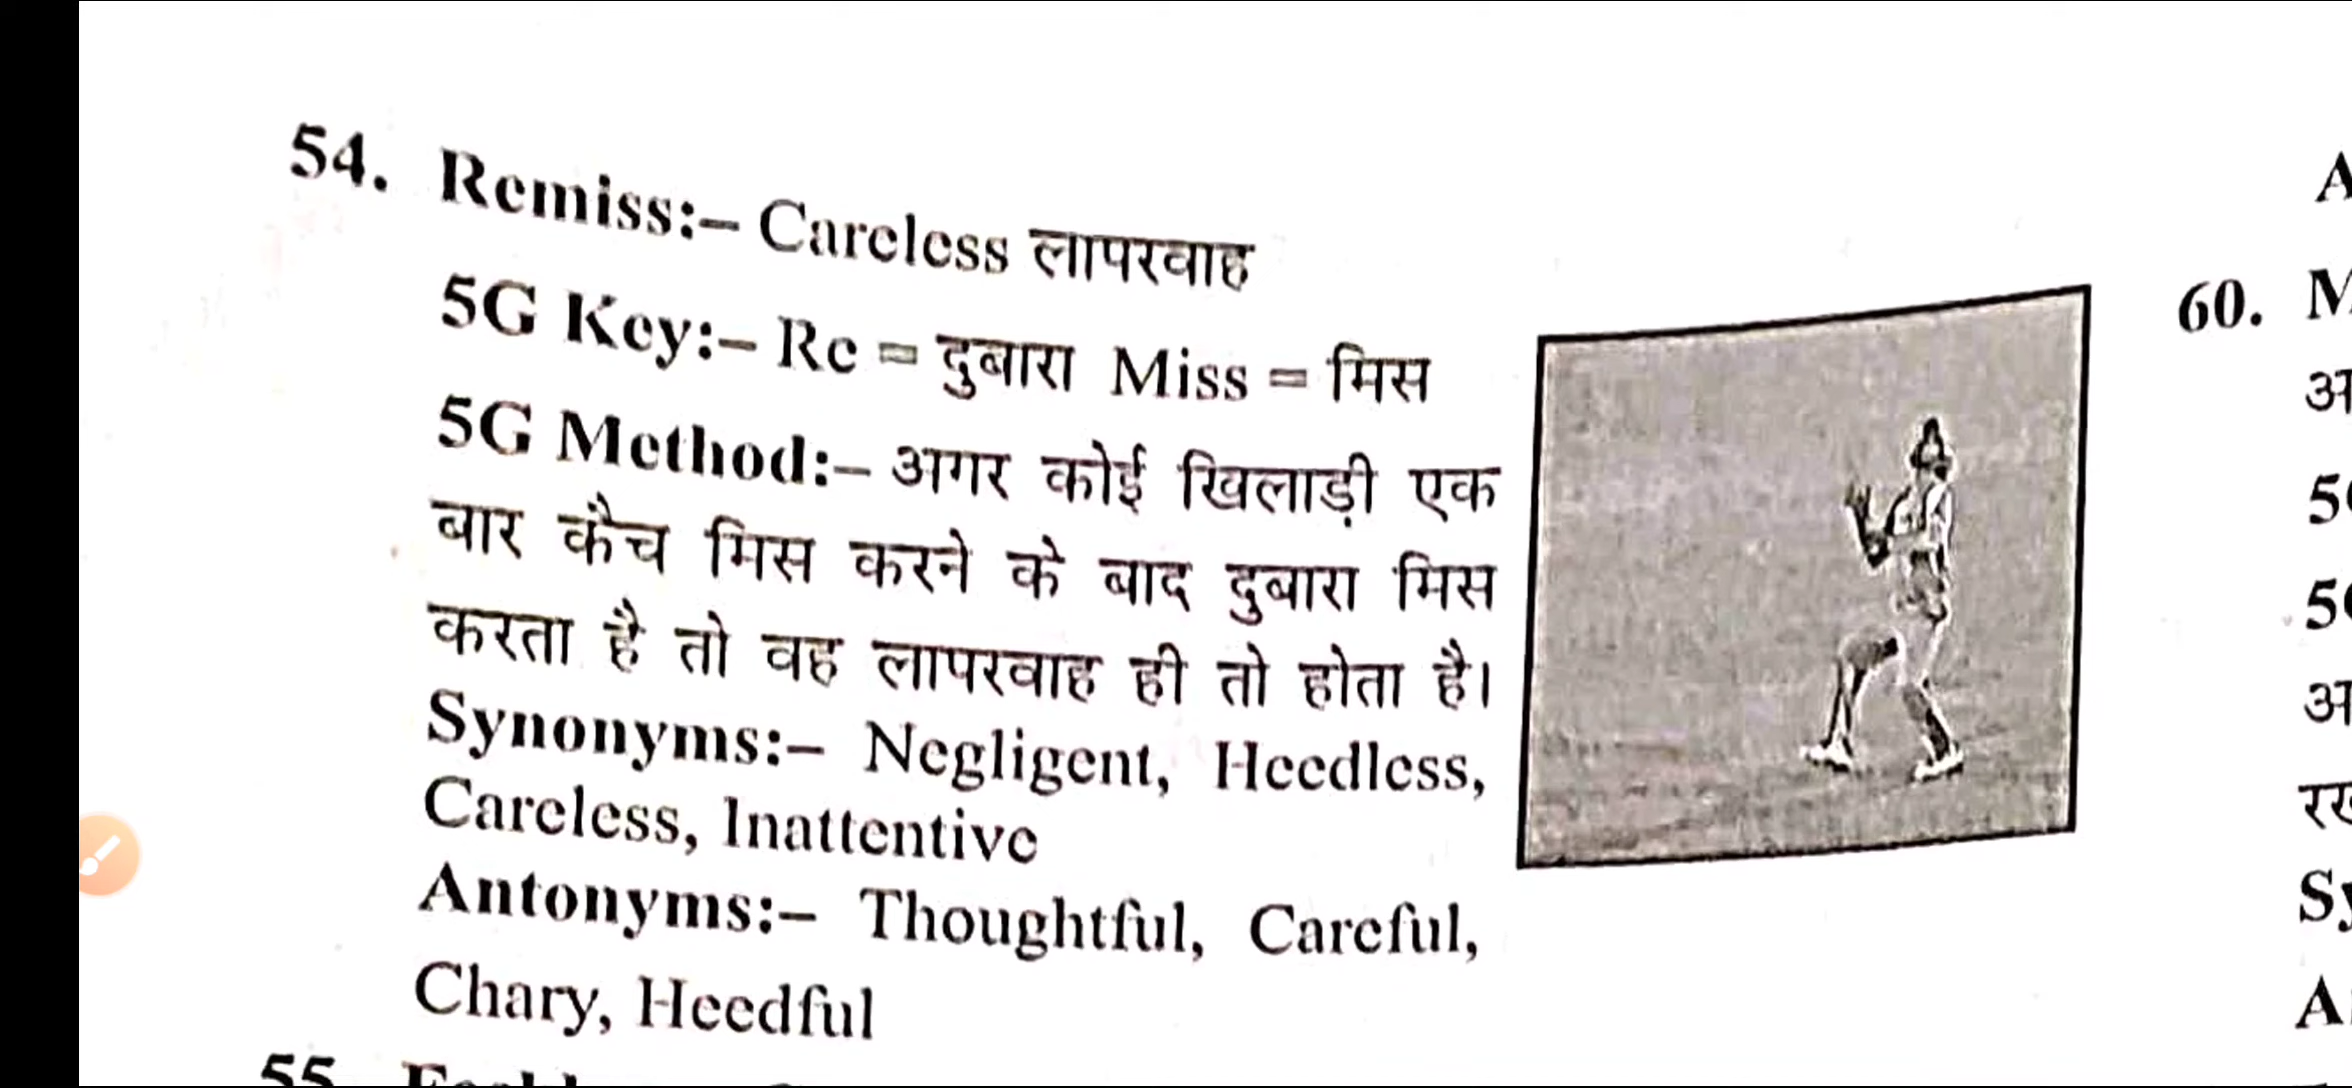 54. Remiss:– Careless लापरवाह
5G Key:– Re = दुबारा Miss = मिस
5G Method:– अगर कोई खिलाड़ी एक
बार कैच मिस करने के बाद दुबारा मिस
करता है तो वह लापरवाह ही तो होता है।
Synonyms:– Negligent, Heedless,
Careless, Inattentive
Antonyms:– Thoughtful, Careful,
Chary, Heedful
55.
60.